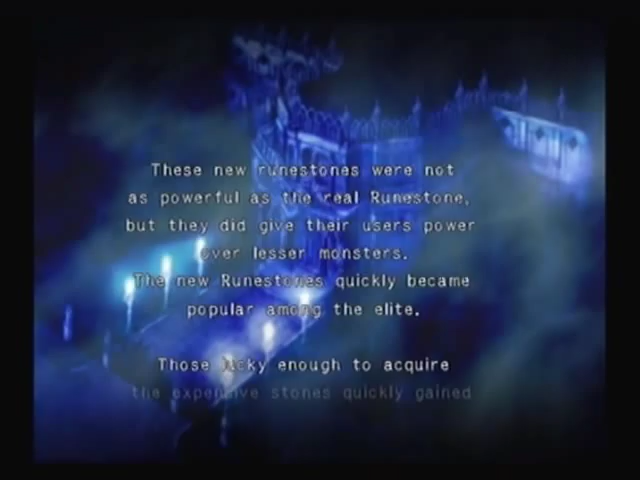 These new runestones were not
as powerful as the real Runestone,
but they did give their users power
over lesser monsters.
The new Runestones quickly became
popular among the elite.
Those lucky enough to acquire
the expensive stones quickly gained